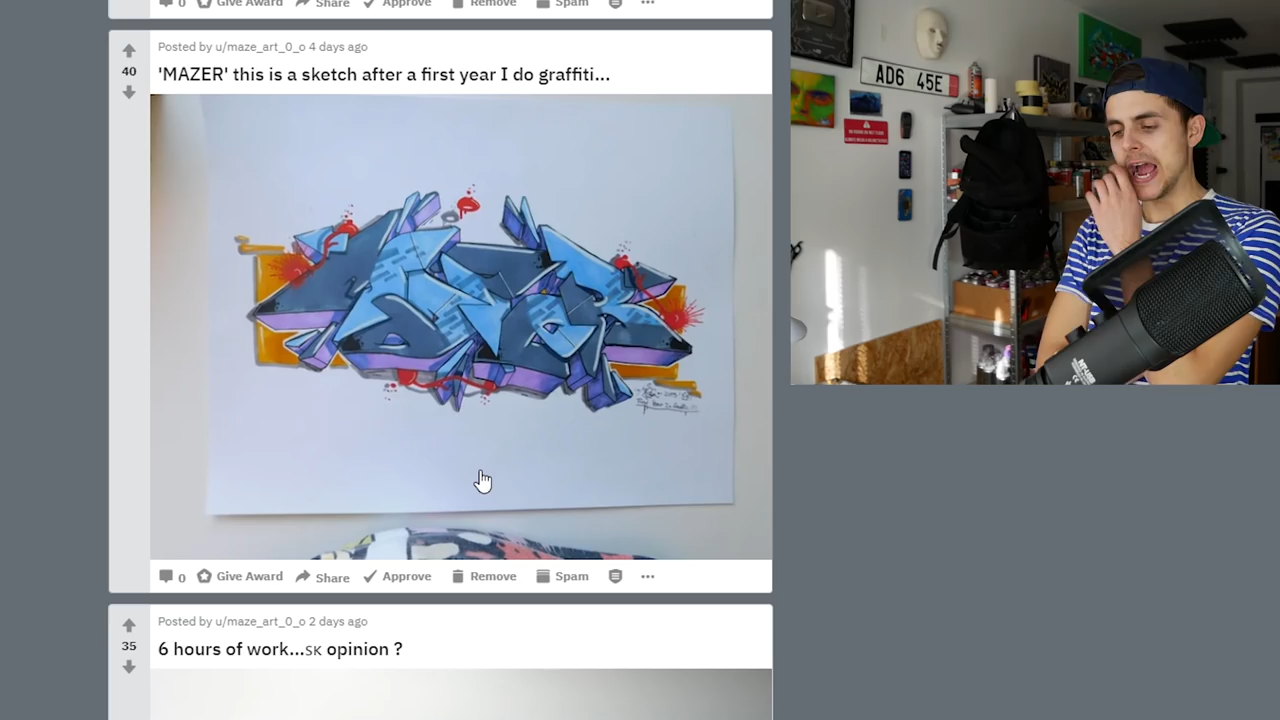 0 Give Award Share Approve Remove Spam ...
Posted by u/maze_art_0_o 4 days ago
40
'MAZER' this is a sketch after a first year I do graffiti...
AD6 45E
0 Give Award Share Approve Remove Spam ...
Posted by u/maze_art_0_o 2 days ago
35
6 hours of work...SK opinion ?
NT-USB